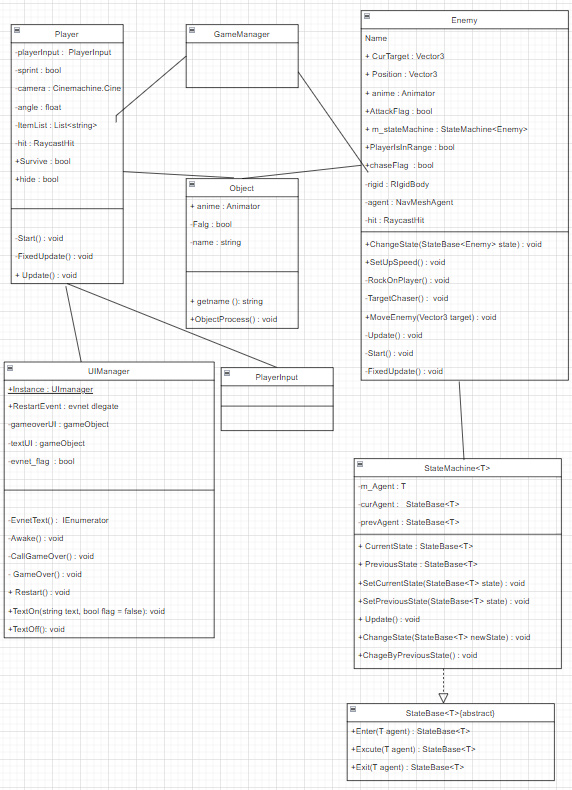 Player
-playerInput : PlayerInput
-sprint : bool
-camera : Cinemachine.Cine
-angle : float
-ItemList : List<string>
-hit : RaycastHit
+Survive : bool
+hide : bool
-Start() : void
-FixedUpdate() : void
+ Update() : void
GameManager
Enemy
Name
+ CurTarget : Vector3
+ Position : Vector3
+ anime : Animator
+AttackFlag : bool
+ m_stateMachine : StateMachine<Enemy>
+PlayerIsInRange : bool
+chaseFlag : bool
-rigid : RIgidBody
-agent : NavMeshAgent
-hit : RaycastHit
+ChangeState(StateBase<Enemy> state) : void
+SetUpSpeed() : void
-RockOnPlayer() : void
-TargetChaser() : void
+MoveEnemy(Vector3 target) : void
-Update() : void
-Start() : void
-FixedUpdate() : void
Object
+ anime : Animator
-Falg : bool
-name : string
+ getname (): string
+ObjectProcess() : void
UIManager
+Instance : UImanager
+RestartEvent : evnet dlegate
-gameoverUI : gameObject
-textUI : gameObject
-evnet_flag : bool
-EvnetText() : IEnumerator
-Awake() : void
-CallGameOver() : void
- GameOver() : void
+ Restart() : void
+TextOn(string text, bool flag = false): void
+TextOff(): void
PlayerInput
StateMachine<T>
-m_Agent : T
-curAgent : StateBase<T>
-prevAgent : StateBase<T>
+ CurrentState : StateBase<T>
+ PreviousState : StateBase<T>
+SetCurrentState(StateBase<T> state) : void
+SetPreviousState(StateBase<T> state) : void
+ Update() : void
+ChangeState(StateBase<T> newState) : void
+ChageByPreviousState() : void
StateBase<T>{abstract}
+Enter(T agent) : StateBase<T>
+Excute(T agent) : StateBase<T>
+Exit(T agent) : StateBase<T>